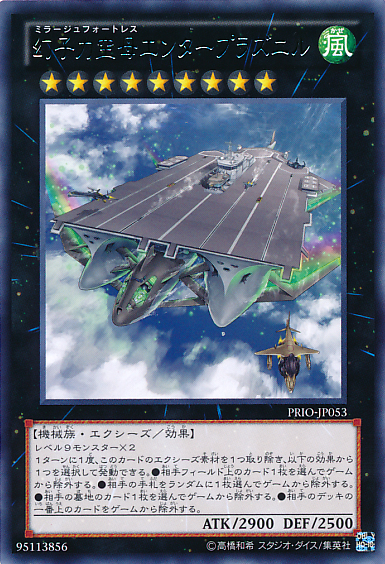 ミラージュフォートレス
幻子力空母エンタープラズニル
風
PRIO-JP053
【機械族・エクシーズ/効果】
レベル9モンスター×2
1ターンに1度、このカードのエクシーズ素材を1つ取り除き、以下の効果から
1つを選択して発動できる。●相手フィールド上のカード1枚を選んでゲーム
から除外する。●相手の手札をランダムに1枚選んでゲームから除外する。
●相手の墓地のカード1枚を選んでゲームから除外する。●相手のデッキの
一番上のカードをゲームから除外する。
ATK/2900 DEF/2500
95113856
©高橋和希 スタジオ・ダイス/集英社